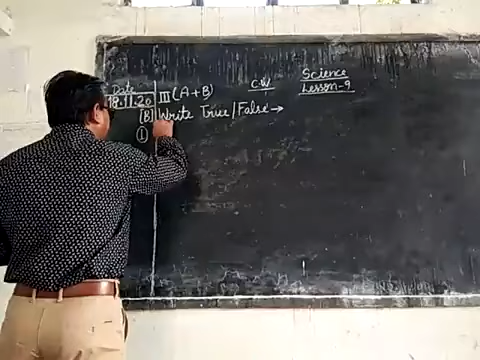 Date III (A+B) C.W Science
18.11.20 Lesson-9
[B] Write True/False →
①